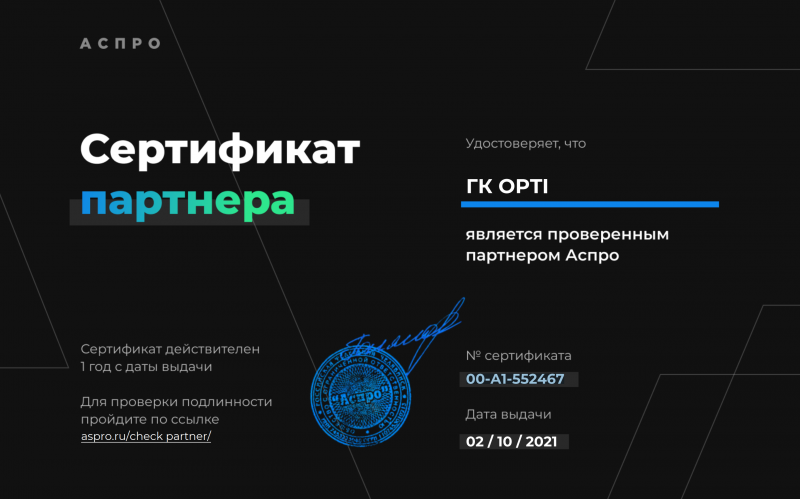 АСПРО
Сертификат
партнера
Удостоверяет, что
ГК OPTI
является проверенным
партнером Аспро
Сертификат действителен
1 год с даты выдачи
Для проверки подлинности
пройдите по ссылке
aspro.ru/check partner/
"Аспро"
№ сертификата
00-A1-552467
Дата выдачи
02 / 10 / 2021